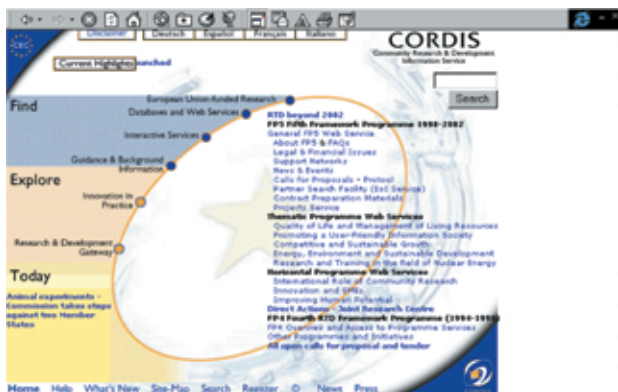 CEC
Disclaimer Deutsch Español Français Italiano
CORDIS
Community Research & Development
Information Service
Current Highlights unched
Search
Find
European Union-funded Research
Databases and Web Services
Interactive Services
Guidance & Background
Information
Explore
Innovation in
Practice
Research & Development
Gateway
Today
Animal experiments -
Commission takes steps
against two Member
States
RTD beyond 2002
FP5 Fifth Framework Programme 1998-2002
General FP5 Web Service
About FP5 & FAQs
Legal & Financial Issues
Support Networks
News & Events
Calls for Proposals - Protool
Partner Search Facility (EoI Service)
Contract Preparation Materials
Projects Service
Thematic Programme Web Services
Quality of Life and Management of Living Resources
Promoting a User-Friendly Information Society
Competitive and Sustainable Growth
Energy, Environment and Sustainable Development
Research and Training in the field of Nuclear Energy
Horizontal Programme Web Services
International Role of Community Research
Innovation and SMEs
Improving Human Potential
Direct Actions - Joint Research Centre
FP4 Fourth RTD Framework Programme (1994-1998)
FP4 Overview and Access to Programme Services
Other Programmes and Initiatives
All open calls for proposal and tender
Home Help What's New Site-Map Search Register © News Press